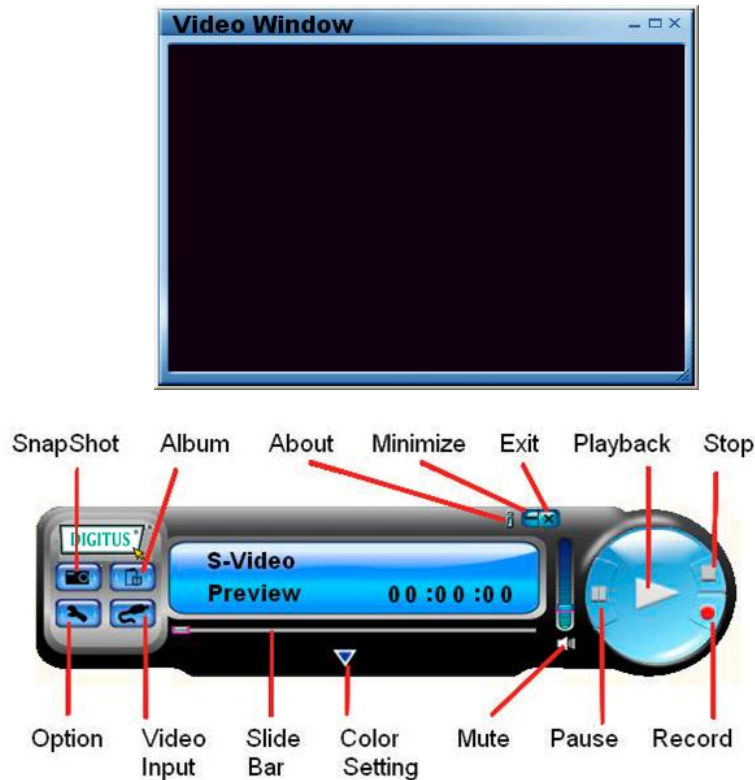 Video Window
SnapShot Album About Minimize Exit Playback Stop
DIGITUS®
S-Video
Preview 00:00:00
Option Video Input Slide Bar Color Setting Mute Pause Record